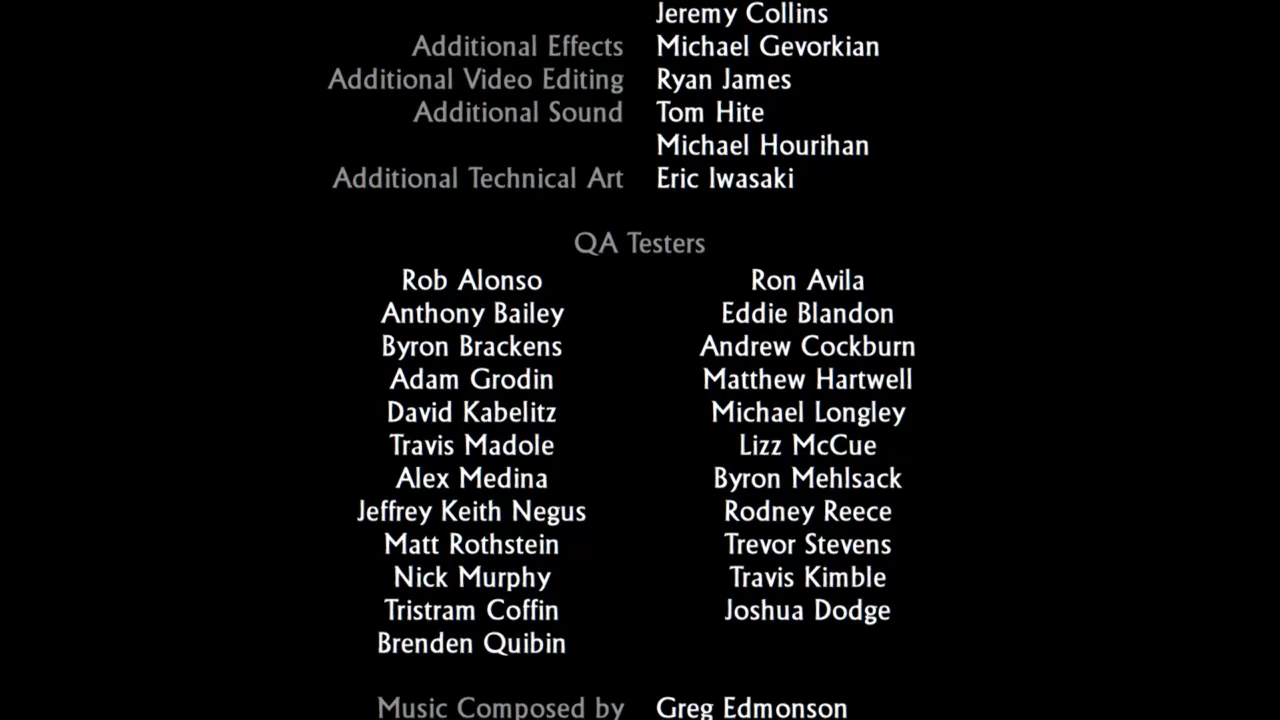 Jeremy Collins
Additional Effects Michael Gevorkian
Additional Video Editing Ryan James
Additional Sound Tom Hite
Michael Hourihan
Additional Technical Art Eric Iwasaki
QA Testers
Rob Alonso Ron Avila
Anthony Bailey Eddie Blandon
Byron Brackens Andrew Cockburn
Adam Grodin Matthew Hartwell
David Kabelitz Michael Longley
Travis Madole Lizz McCue
Alex Medina Byron Mehlsack
Jeffrey Keith Negus Rodney Reece
Matt Rothstein Trevor Stevens
Nick Murphy Travis Kimble
Tristram Coffin Joshua Dodge
Brenden Quibin
Music Composed by Greg Edmonson